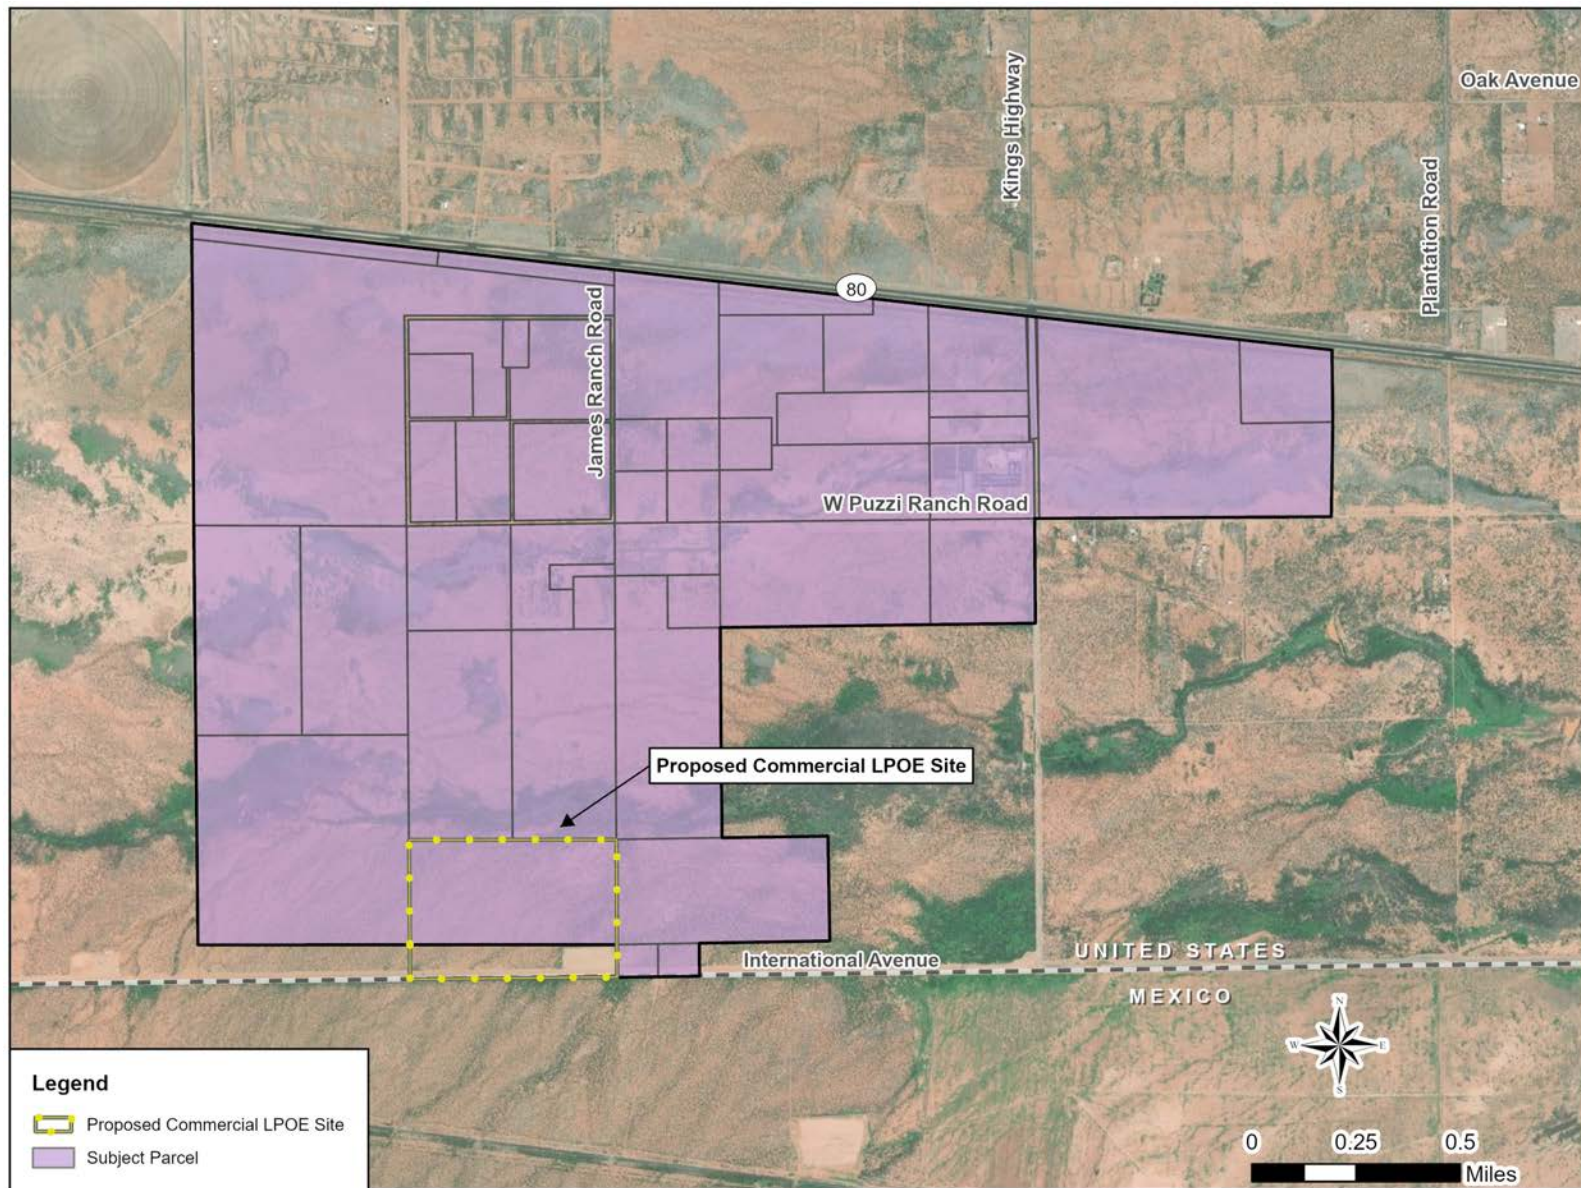 Oak Avenue
Kings Highway
Plantation Road
80
James Ranch Road
W Puzzi Ranch Road
Proposed Commercial LPOE Site
International Avenue
UNITED STATES
MEXICO
N
W E
S
Legend
Proposed Commercial LPOE Site
Subject Parcel
0 0.25 0.5
Miles